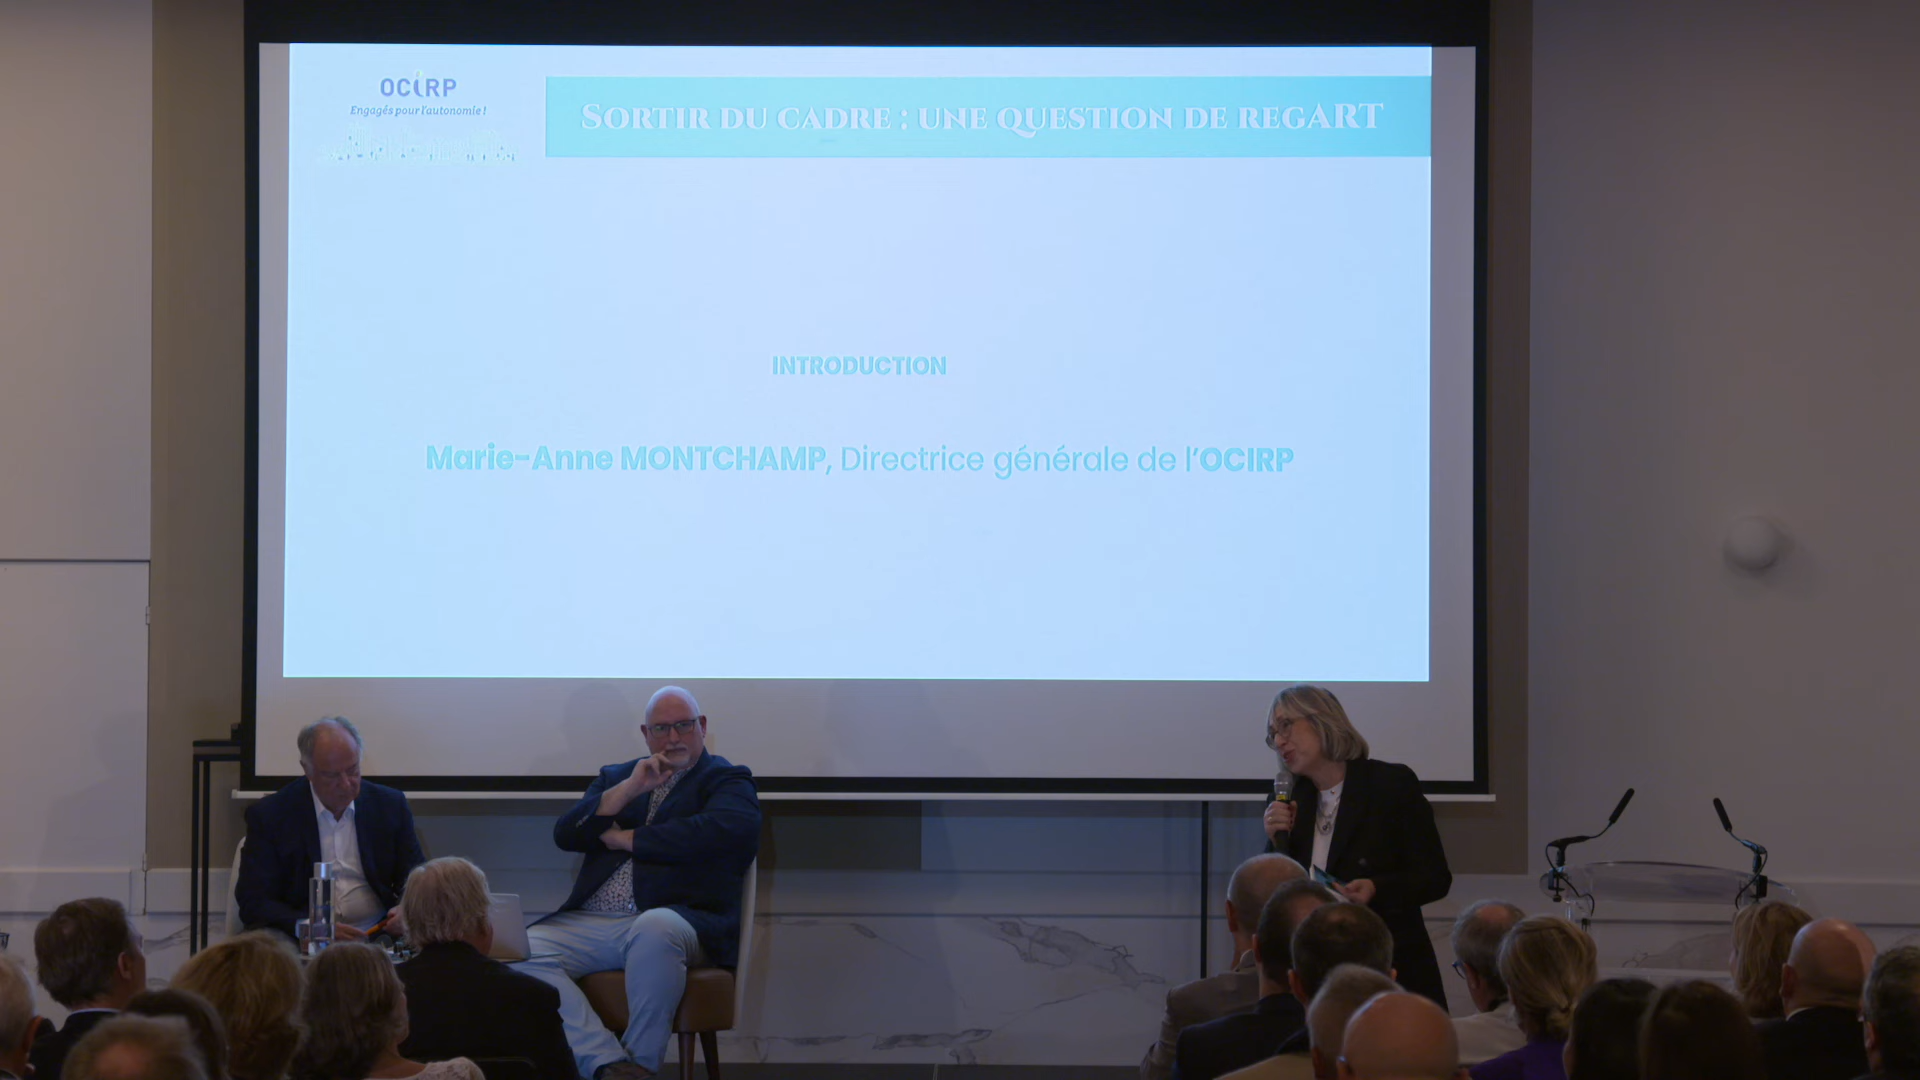 OCiRP
Engagés pour l'autonomie !
SORTIR DU CADRE : UNE QUESTION DE REGART
INTRODUCTION
Marie-Anne MONTCHAMP, Directrice générale de l'OCIRP